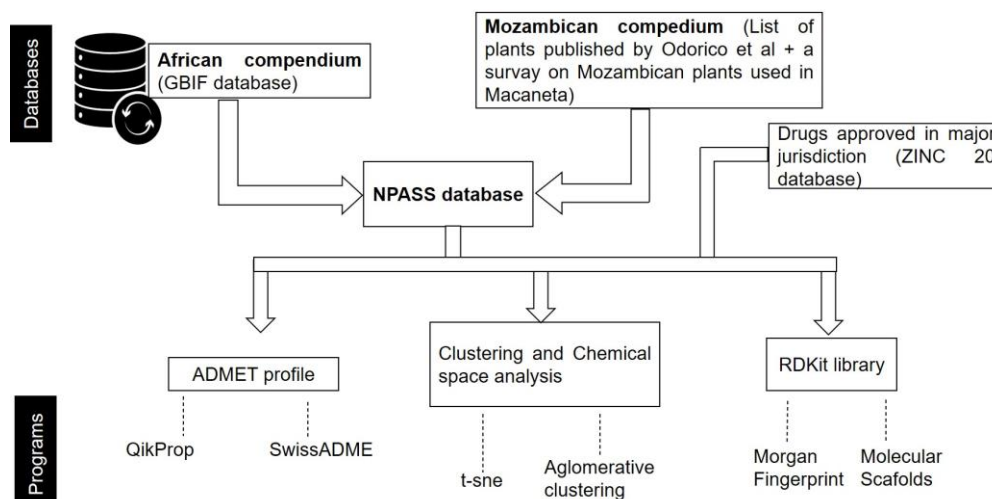 Databases
African compendium
(GBIF database)
Mozambican compedium (List of
plants published by Odorico et al + a
survay on Mozambican plants used in
Macaneta)
Drugs approved in major
jurisdiction (ZINC 20
database)
NPASS database
ADMET profile
Clustering and Chemical
space analysis
RDKit library
Programs
QikProp
SwissADME
t-sne
Aglomerative
clustering
Morgan
Fingerprint
Molecular
Scafolds